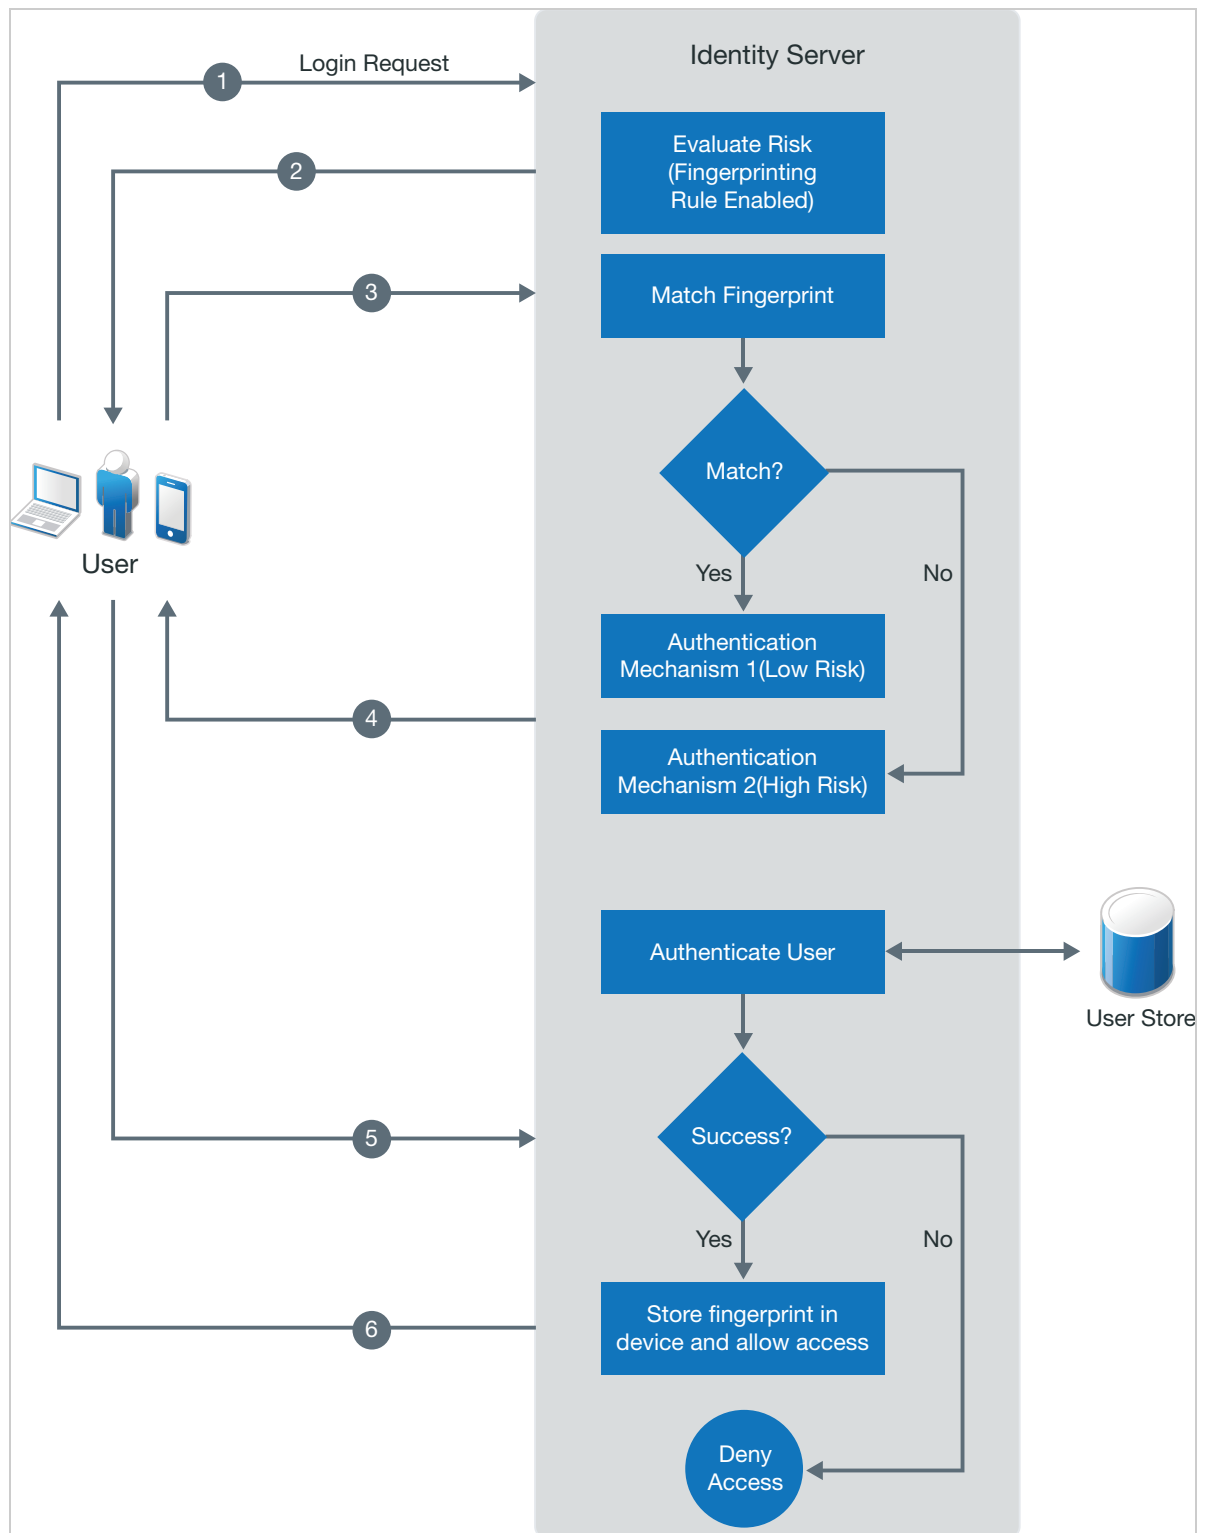 Identity Server
Login Request
1
Evaluate Risk
(Fingerprinting
Rule Enabled)
2
Match Fingerprint
3
Match?
User
Yes
No
Authentication
Mechanism 1(Low Risk)
4
Authentication
Mechanism 2(High Risk)
Authenticate User
User Store
5
Success?
Yes
No
Store fingerprint in
device and allow access
6
Deny
Access